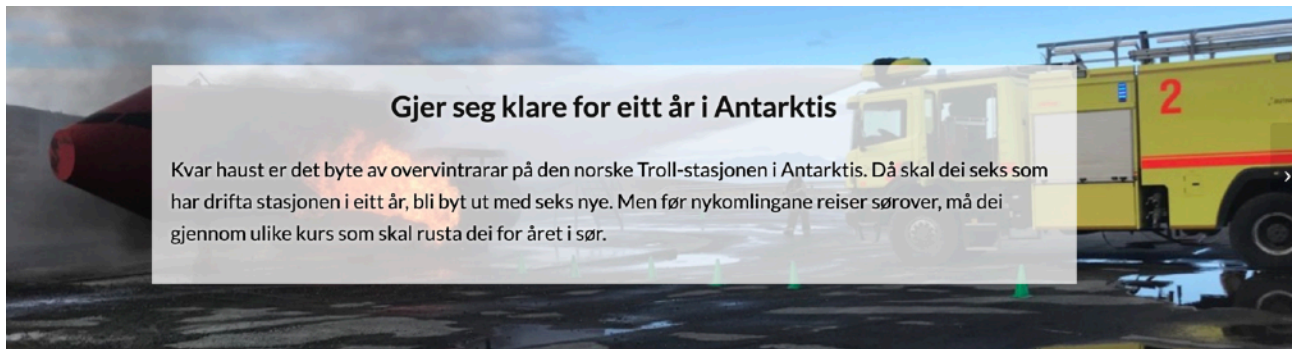 Gjer seg klare for eitt år i Antarktis
Kvar haust er det byte av overvintrarar på den norske Troll-stasjonen i Antarktis. Då skal dei seks som
har drifta stasjonen i eitt år, bli byt ut med seks nye. Men før nykomlingane reiser sørover, må dei
gjennom ulike kurs som skal rusta dei for året i sør.
2